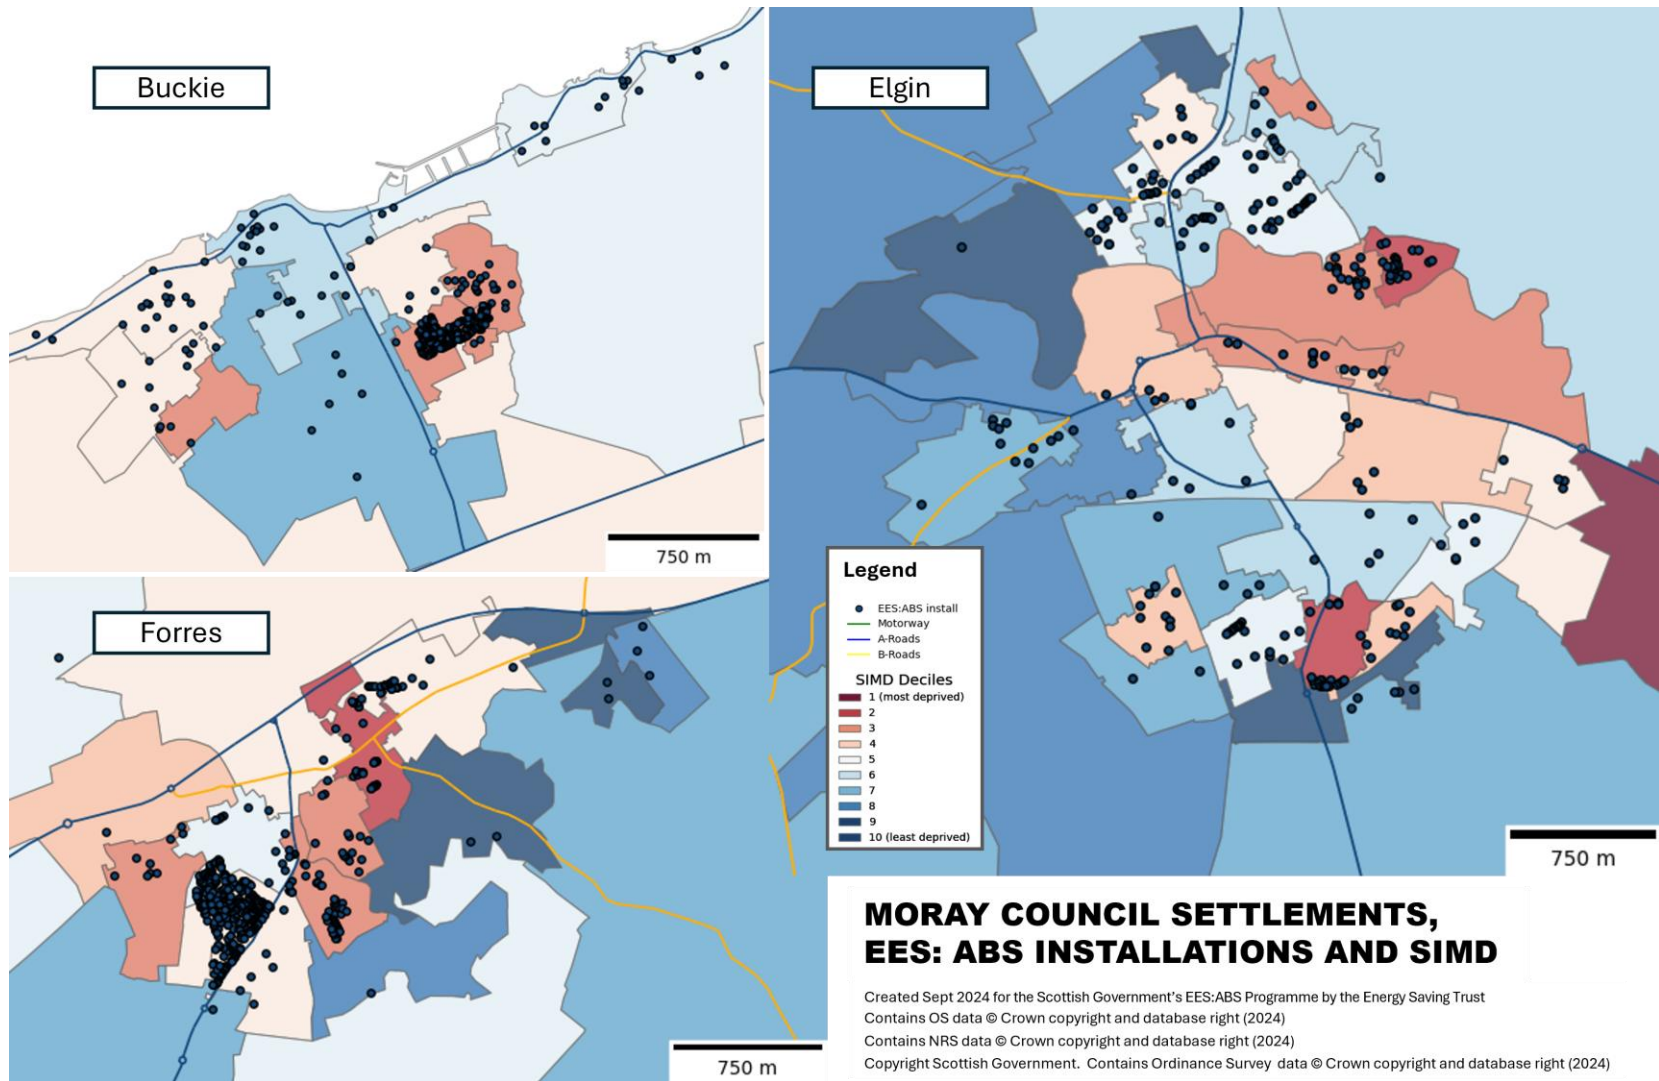 Buckie
750 m
Elgin
Forres
750 m
Legend
EES:ABS install
Motorway
A-Roads
B-Roads
SIMD Deciles
1 (most deprived)
2
3
4
5
6
7
8
9
10 (least deprived)
750 m
MORAY COUNCIL SETTLEMENTS,
EES: ABS INSTALLATIONS AND SIMD
Created Sept 2024 for the Scottish Government's EES:ABS Programme by the Energy Saving Trust
Contains OS data © Crown copyright and database right (2024)
Contains NRS data © Crown copyright and database right (2024)
Copyright Scottish Government. Contains Ordinance Survey data © Crown copyright and database right (2024)